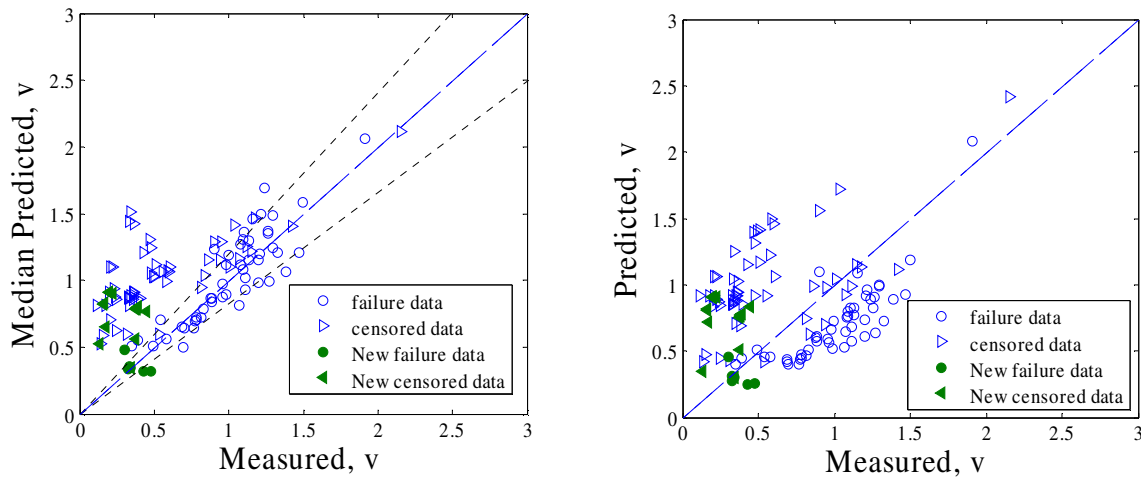 Median Predicted, v
3
2.5
2
1.5
1
0.5
0
0 0.5 1 1.5 2 2.5 3
Measured, v
failure data
censored data
New failure data
New censored data
Predicted, v
3
2.5
2
1.5
1
0.5
0
0 0.5 1 1.5 2 2.5 3
Measured, v
failure data
censored data
New failure data
New censored data